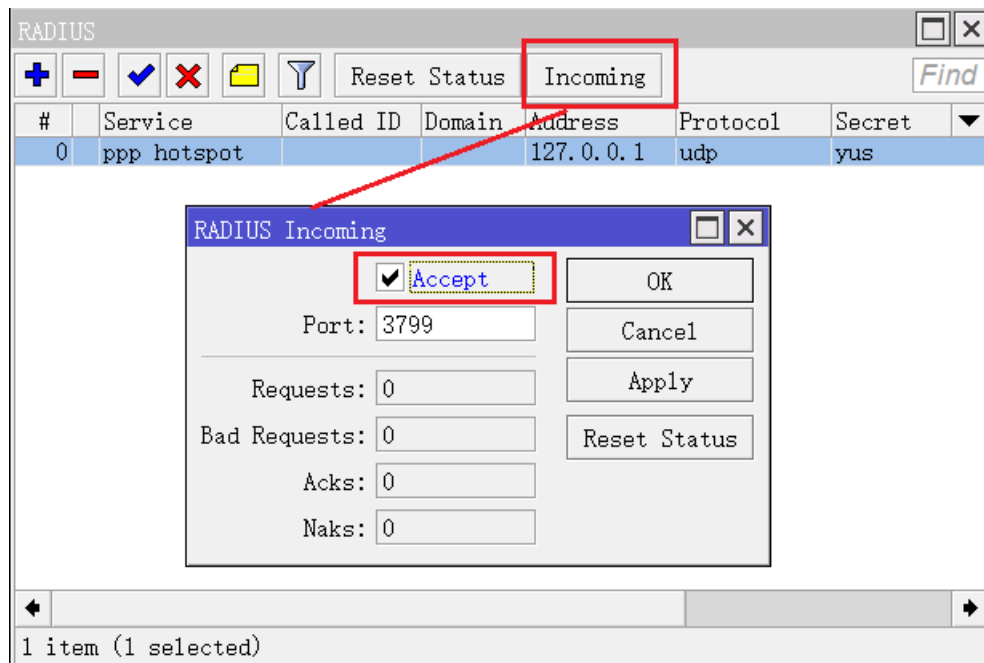 RADIUS
Reset Status Incoming Find
# Service Called ID Domain Address Protocol Secret
0 ppp hotspot 127.0.0.1 udp yus
RADIUS Incoming
Accept OK
Port: 3799 Cancel
Apply
Requests: 0
Bad Requests: 0 Reset Status
Acks: 0
Naks: 0
1 item (1 selected)